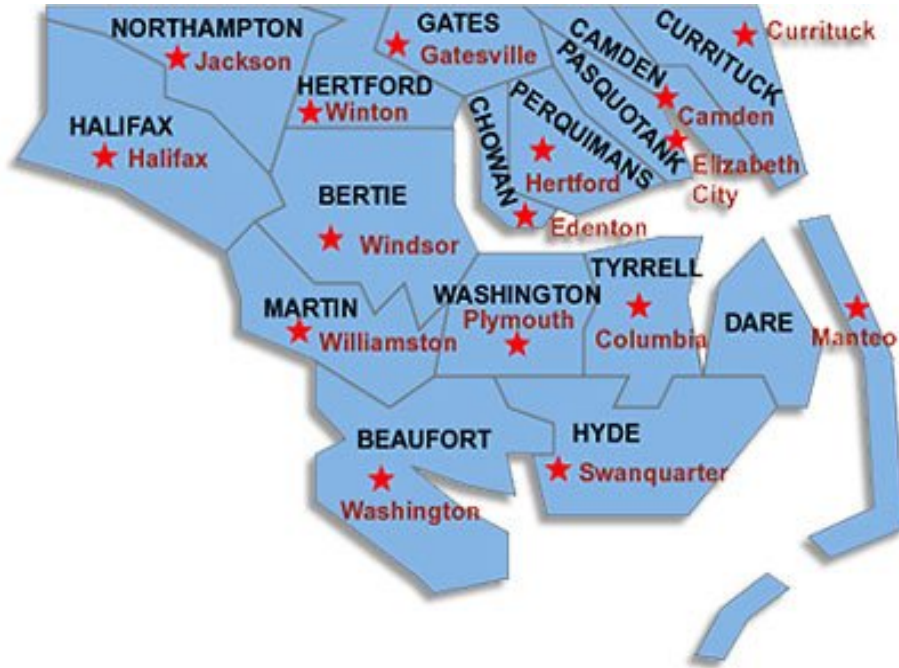 NORTHAMPTON
Jackson
GATES
Gatesville
CAMDEN
Camden
CURRITUCK
Currituck
HERTFORD
Winton
PASQUOTANK
Elizabeth
City
HALIFAX
Halifax
CHOWAN
Edenton
PERQUIMANS
Hertford
BERTIE
Windsor
MARTIN
Williamston
WASHINGTON
Plymouth
TYRRELL
Columbia
DARE
Manteo
BEAUFORT
Washington
HYDE
Swanquarter